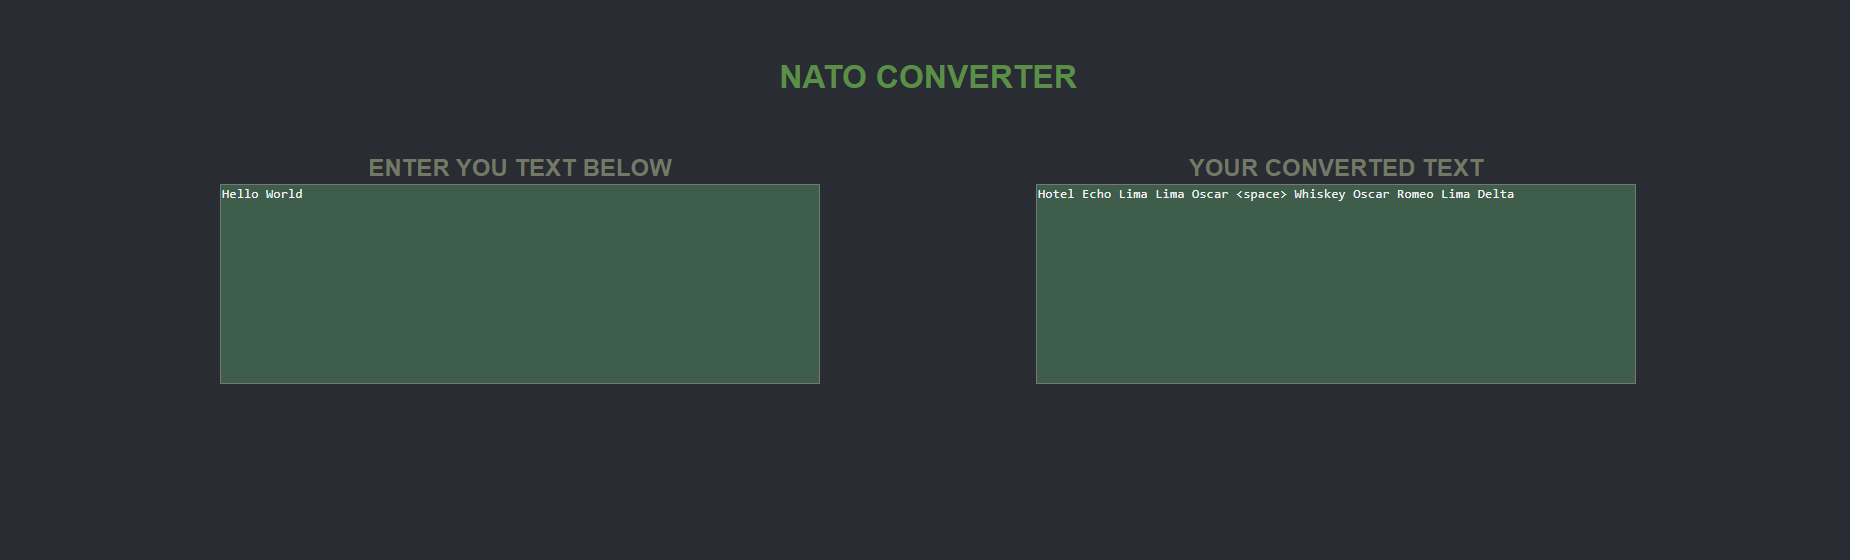 NATO CONVERTER
ENTER YOU TEXT BELOW
Hello World
YOUR CONVERTED TEXT
Hotel Echo Lima Lima Oscar <space> Whiskey Oscar Romeo Lima Delta